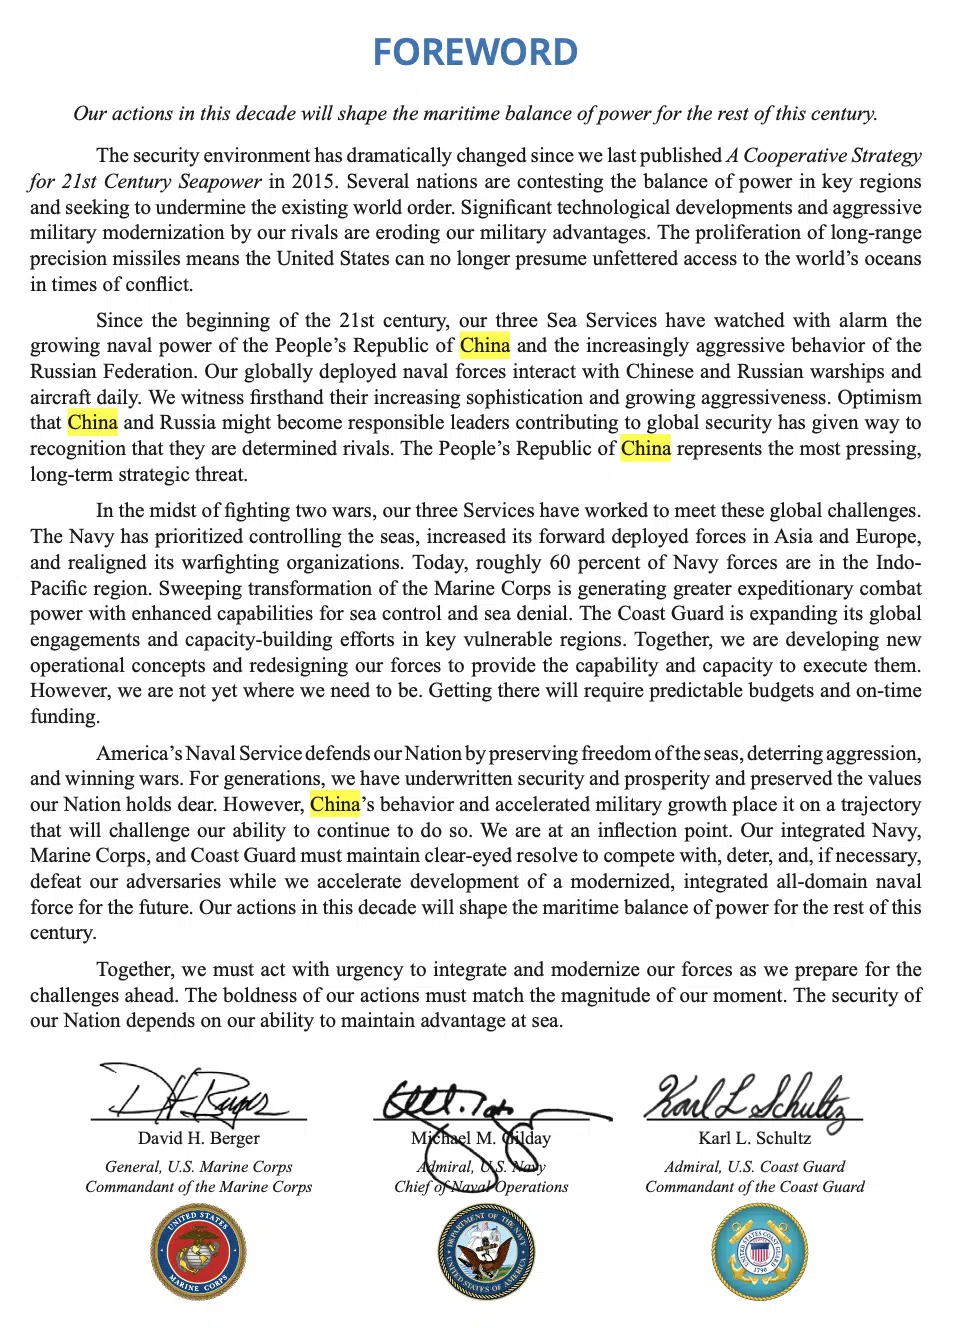 FOREWORD
Our actions in this decade will shape the maritime balance of power for the rest of this century.
The security environment has dramatically changed since we last published A Cooperative Strategy
for 21st Century Seapower in 2015. Several nations are contesting the balance of power in key regions
and seeking to undermine the existing world order. Significant technological developments and aggressive
military modernization by our rivals are eroding our military advantages. The proliferation of long-range
precision missiles means the United States can no longer presume unfettered access to the world’s oceans
in times of conflict.
Since the beginning of the 21st century, our three Sea Services have watched with alarm the
growing naval power of the People’s Republic of China and the increasingly aggressive behavior of the
Russian Federation. Our globally deployed naval forces interact with Chinese and Russian warships and
aircraft daily. We witness firsthand their increasing sophistication and growing aggressiveness. Optimism
that China and Russia might become responsible leaders contributing to global security has given way to
recognition that they are determined rivals. The People’s Republic of China represents the most pressing,
long-term strategic threat.
In the midst of fighting two wars, our three Services have worked to meet these global challenges.
The Navy has prioritized controlling the seas, increased its forward deployed forces in Asia and Europe,
and realigned its warfighting organizations. Today, roughly 60 percent of Navy forces are in the Indo-
Pacific region. Sweeping transformation of the Marine Corps is generating greater expeditionary combat
power with enhanced capabilities for sea control and sea denial. The Coast Guard is expanding its global
engagements and capacity-building efforts in key vulnerable regions. Together, we are developing new
operational concepts and redesigning our forces to provide the capability and capacity to execute them.
However, we are not yet where we need to be. Getting there will require predictable budgets and on-time
funding.
America’s Naval Service defends our Nation by preserving freedom of the seas, deterring aggression,
and winning wars. For generations, we have underwritten security and prosperity and preserved the values
our Nation holds dear. However, China’s behavior and accelerated military growth place it on a trajectory
that will challenge our ability to continue to do so. We are at an inflection point. Our integrated Navy,
Marine Corps, and Coast Guard must maintain clear-eyed resolve to compete with, deter, and, if necessary,
defeat our adversaries while we accelerate development of a modernized, integrated all-domain naval
force for the future. Our actions in this decade will shape the maritime balance of power for the rest of this
century.
Together, we must act with urgency to integrate and modernize our forces as we prepare for the
challenges ahead. The boldness of our actions must match the magnitude of our moment. The security of
our Nation depends on our ability to maintain advantage at sea.
Karl L Schultz
David H. Berger
General, U.S. Marine Corps
Commandant of the Marine Corps
Michael M. Gilday
Admiral, U.S. Navy
Chief of Naval Operations
Karl L. Schultz
Admiral, U.S. Coast Guard
Commandant of the Coast Guard
UNITED STATES
MARINE CORPS
DEPARTMENT OF THE NAVY
UNITED STATES OF AMERICA
UNITED STATES COAST GUARD
1790